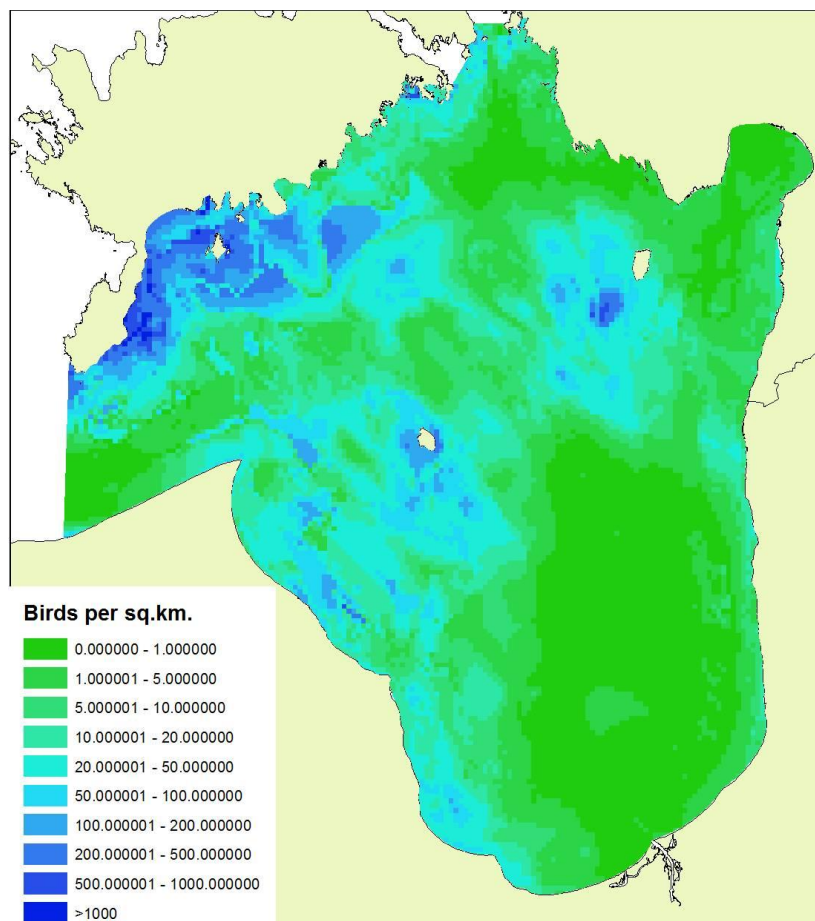 Birds per sq.km.
0.000000 - 1.000000
1.000001 - 5.000000
5.000001 - 10.000000
10.000001 - 20.000000
20.000001 - 50.000000
50.000001 - 100.000000
100.000001 - 200.000000
200.000001 - 500.000000
500.000001 - 1000.000000
>1000